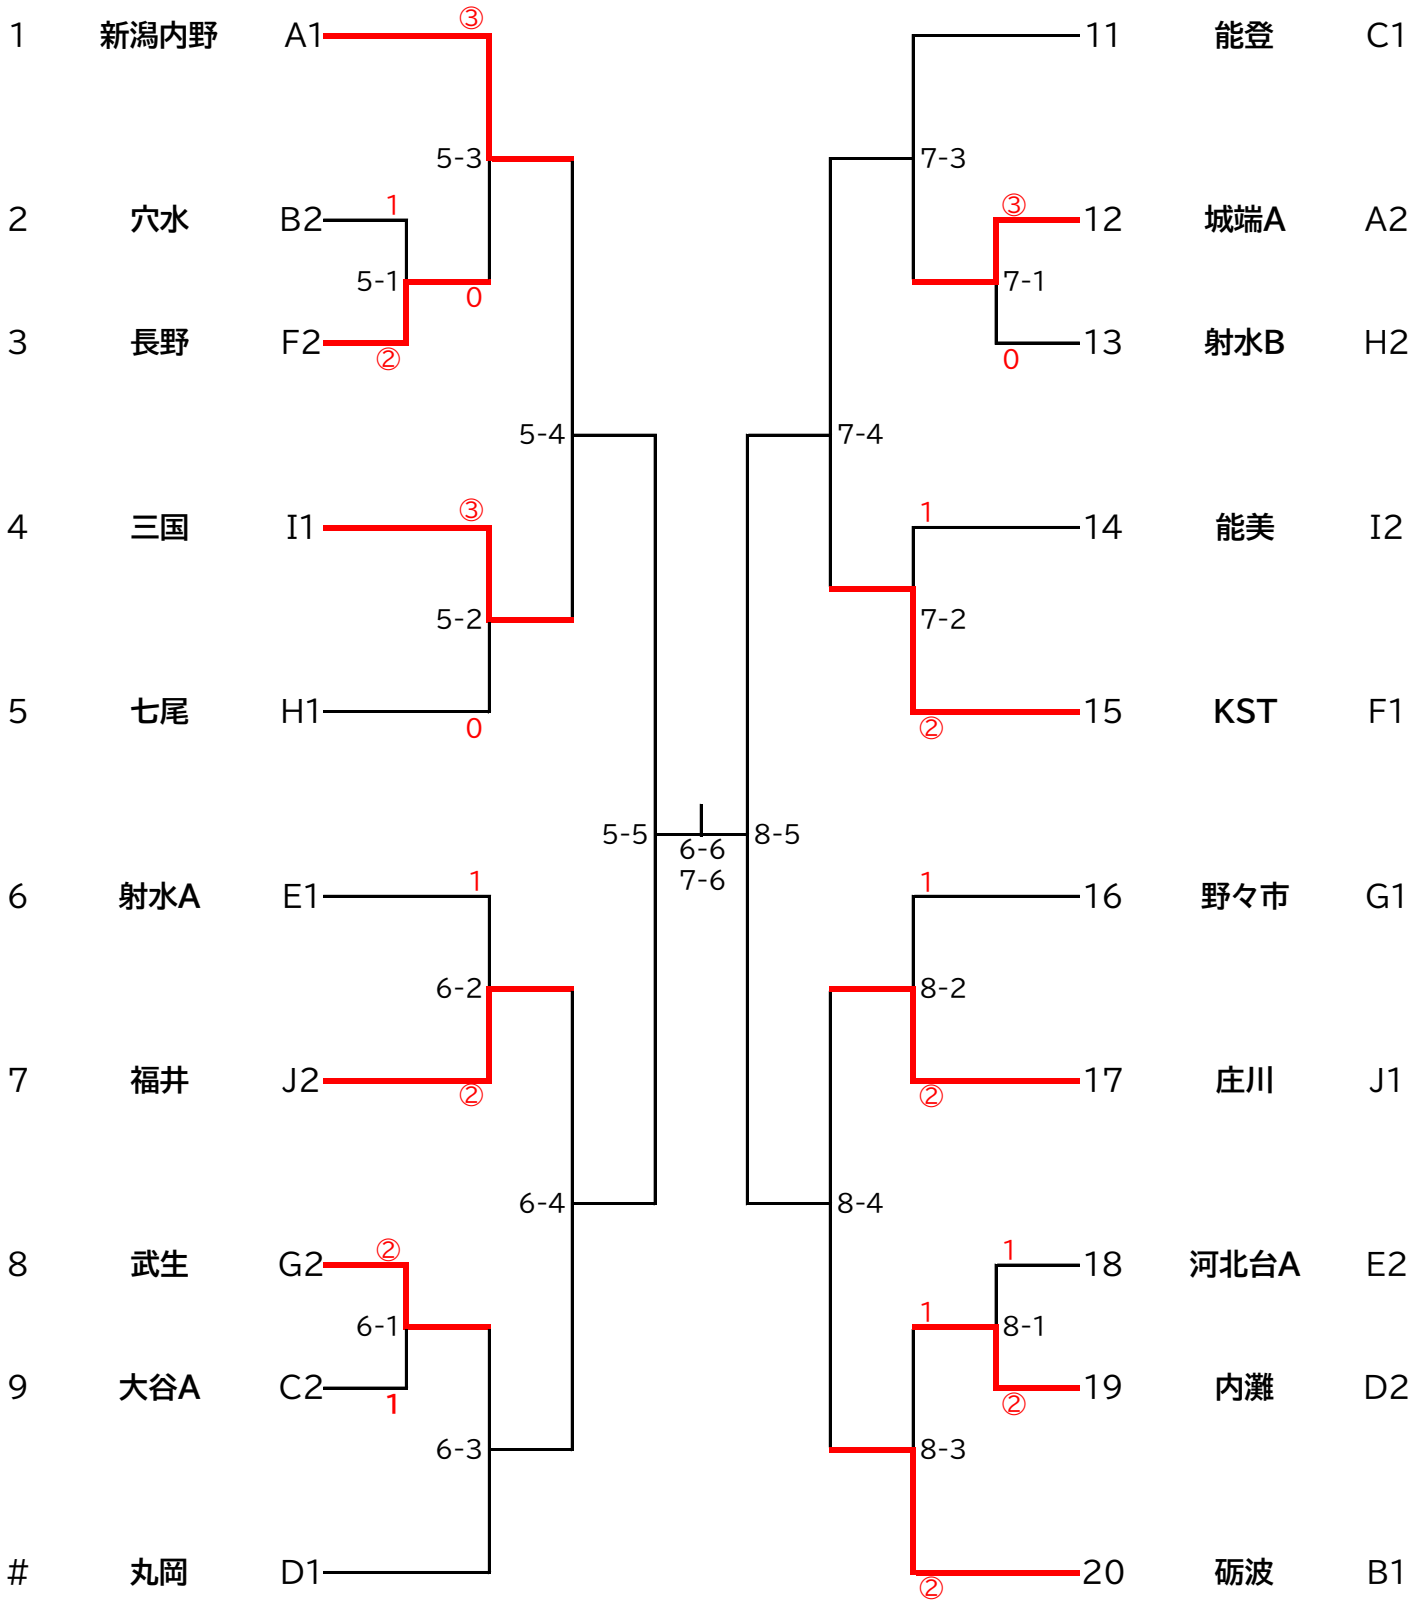 ③
1 新潟内野 A1
11 能登 C1
5-3
7-3
1
③
2 穴水 B2
12 城端A A2
5-1
7-1
0
3 長野 F2
13 射水B H2
②
0
5-4
7-4
③
1
4 三国 I1
14 能美 I2
5-2
7-2
5 七尾 H1
15 KST F1
0
②
5-5
8-5
6-6
7-6
1
1
6 射水A E1
16 野々市 G1
6-2
8-2
7 福井 J2
17 庄川 J1
②
②
6-4
8-4
②
1
8 武生 G2
18 河北台A E2
1
6-1
8-1
9 大谷A C2
19 内灘 D2
1
②
6-3
8-3
# 丸岡 D1
20 砺波 B1
②